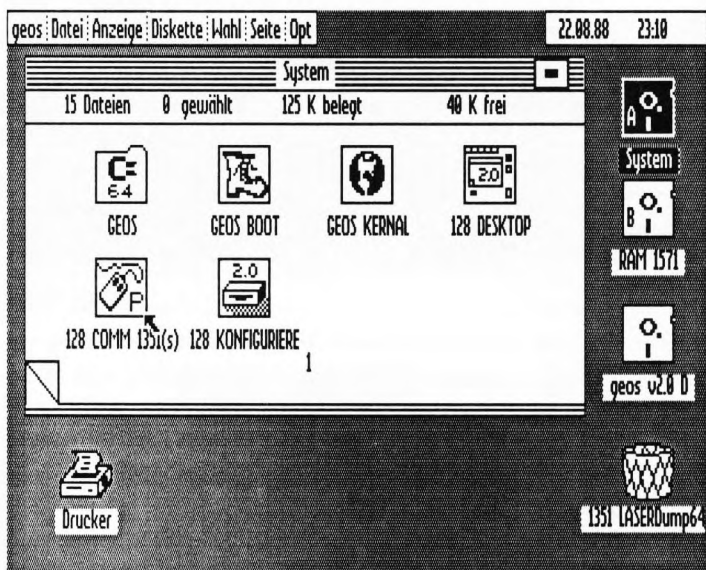 geos Datei Anzeige Diskette Wahl Seite Opt
22.08.88 23:10
System
15 Dateien 0 gewählt 125 K belegt 40 K frei
A
System
C= 64
2.0
GEOS
GEOS BOOT
GEOS KERNAL
128 DESKTOP
B
RAM 1571
P
2.0
128 COMM 1351(s)
128 KONFIGURIERE
1
geos v2.0 D
Drucker
1351 LASERDump64